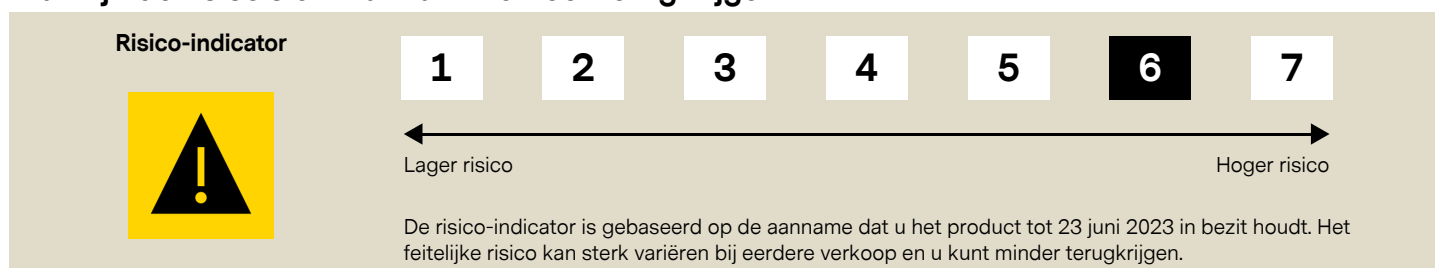 Risico-indicator
1 2 3 4 5 6 7
Lager risico Hoger risico
De risico-indicator is gebaseerd op de aanname dat u het product tot 23 juni 2023 in bezit houdt. Het
feitelijke risico kan sterk variëren bij eerdere verkoop en u kunt minder terugkrijgen.